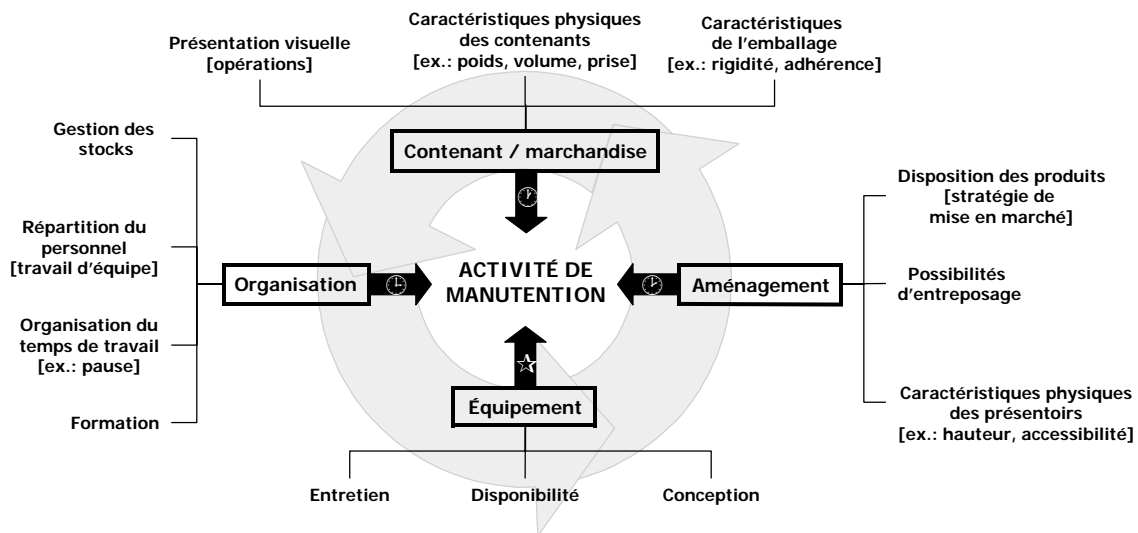 Présentation visuelle
[opérations]
Caractéristiques physiques
des contenants
[ex.: poids, volume, prise]
Caractéristiques
de l'emballage
[ex.: rigidité, adhérence]
Contenant / marchandise
Gestion des
stocks
Répartition du
personnel
[travail d'équipe]
Organisation du
temps de travail
[ex.: pause]
Formation
Organisation
ACTIVITÉ DE
MANUTENTION
Aménagement
Disposition des produits
[stratégie de
mise en marché]
Possibilités
d'entreposage
Caractéristiques physiques
des présentoirs
[ex.: hauteur, accessibilité]
Équipement
Entretien
Disponibilité
Conception